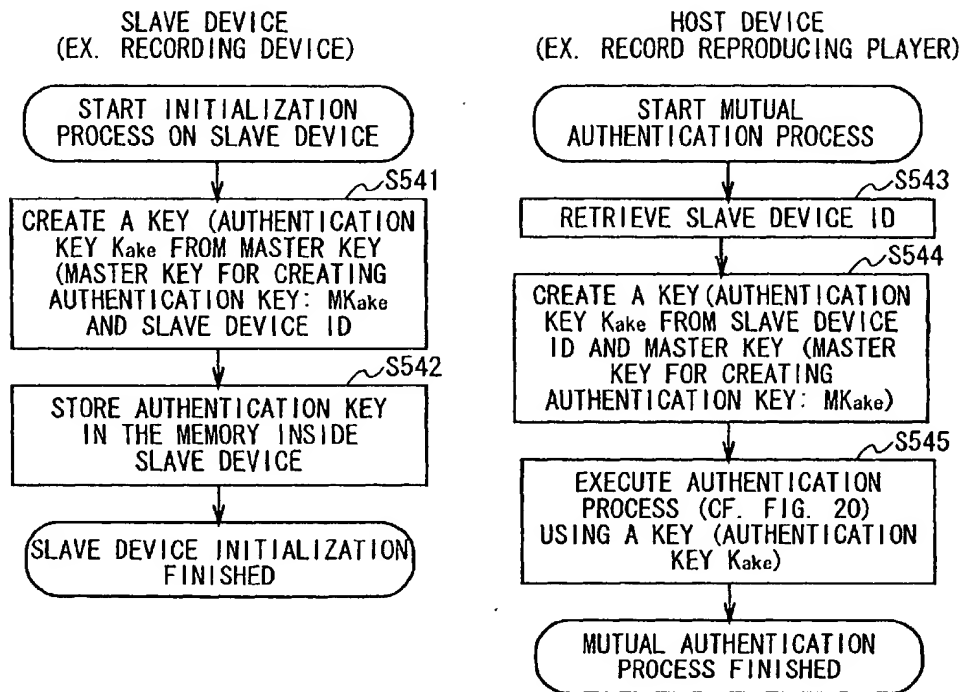 SLAVE DEVICE
(EX. RECORDING DEVICE)
START INITIALIZATION
PROCESS ON SLAVE DEVICE
S541
CREATE A KEY (AUTHENTICATION
KEY Kake FROM MASTER KEY
(MASTER KEY FOR CREATING
AUTHENTICATION KEY: MKake
AND SLAVE DEVICE ID
S542
STORE AUTHENTICATION KEY
IN THE MEMORY INSIDE
SLAVE DEVICE
SLAVE DEVICE INITIALIZATION
FINISHED
HOST DEVICE
(EX. RECORD REPRODUCING PLAYER)
START MUTUAL
AUTHENTICATION PROCESS
S543
RETRIEVE SLAVE DEVICE ID
S544
CREATE A KEY(AUTHENTICATION
KEY Kake FROM SLAVE DEVICE
ID AND MASTER KEY (MASTER
KEY FOR CREATING
AUTHENTICATION KEY: MKake)
S545
EXECUTE AUTHENTICATION
PROCESS (CF. FIG. 20)
USING A KEY (AUTHENTICATION
KEY Kake)
MUTUAL AUTHENTICATION
PROCESS FINISHED